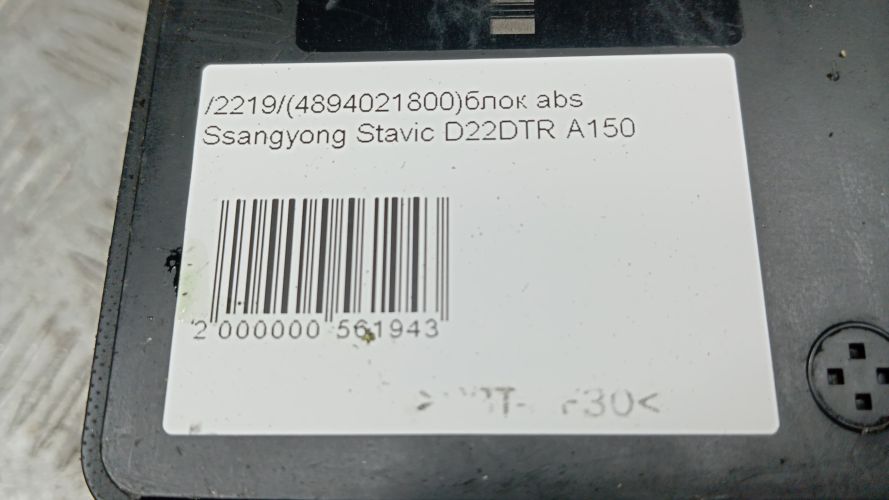 /2219/(4894021800)блок abs
Ssangyong Stavic D22DTR A150
2 000000 561943